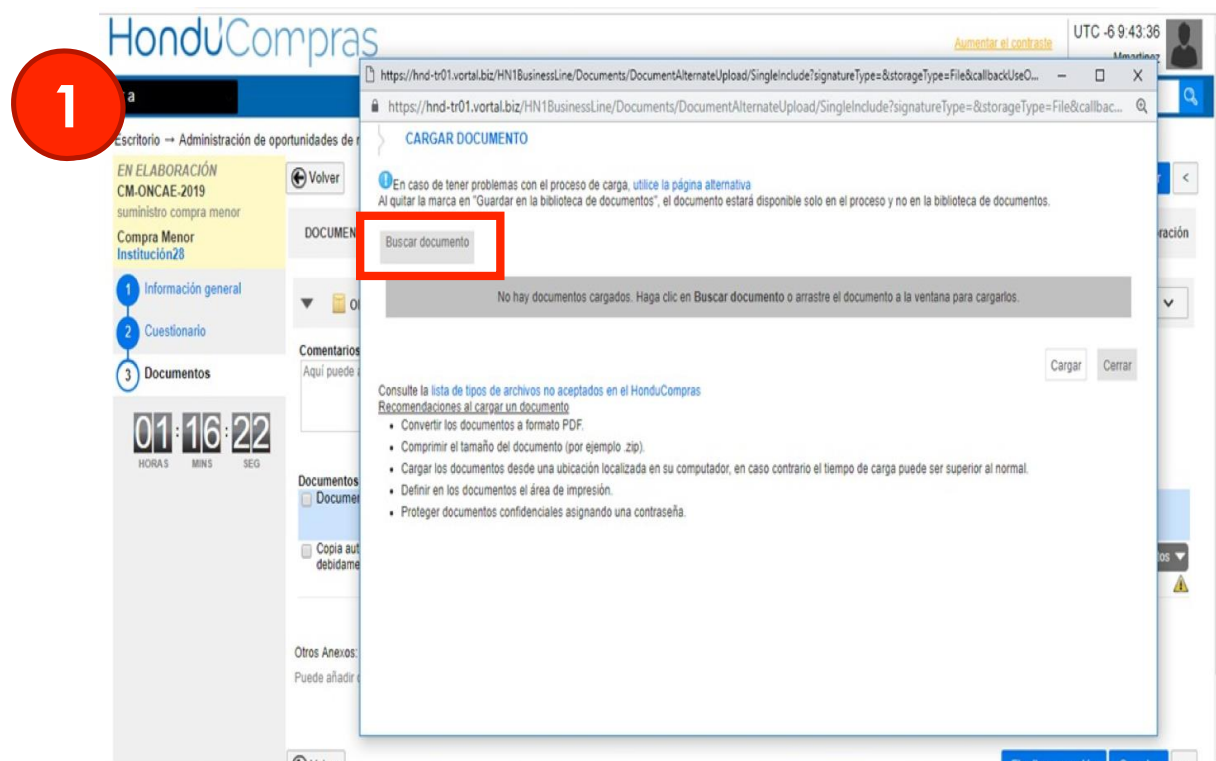 HonduCompras
Aumentar el contraste
UTC -6 9:43:36
Mmartinez
1
a
Escritorio → Administración de oportunidades de
EN ELABORACIÓN
CM-ONCAE-2019
suministro compra menor
Compra Menor
Institución28
1 Información general
2 Cuestionario
3 Documentos
01:16:22
HORAS MINS SEG
Volver
<
DOCUMEN
ración
Comentarios
Aquí puede a
Documentos
Documen
Copia aut
debidame
tos
Otros Anexos:
Puede añadir
https://hnd-tr01.vortal.biz/HN1BusinessLine/Documents/DocumentAlternateUpload/SingleInclude?signatureType=&storageType=File&callbackUseO...
https://hnd-tr01.vortal.biz/HN1BusinessLine/Documents/DocumentAlternateUpload/SingleInclude?signatureType=&storageType=File&callbac...
CARGAR DOCUMENTO
En caso de tener problemas con el proceso de carga, utilice la página alternativa
Al quitar la marca en "Guardar en la biblioteca de documentos", el documento estará disponible solo en el proceso y no en la biblioteca de documentos.
Buscar documento
No hay documentos cargados. Haga clic en Buscar documento o arrastre el documento a la ventana para cargarlos.
Cargar Cerrar
Consulte la lista de tipos de archivos no aceptados en el HonduCompras
Recomendaciones al cargar un documento
• Convertir los documentos a formato PDF.
• Comprimir el tamaño del documento (por ejemplo .zip).
• Cargar los documentos desde una ubicación localizada en su computador, en caso contrario el tiempo de carga puede ser superior al normal.
• Definir en los documentos el área de impresión.
• Proteger documentos confidenciales asignando una contraseña.